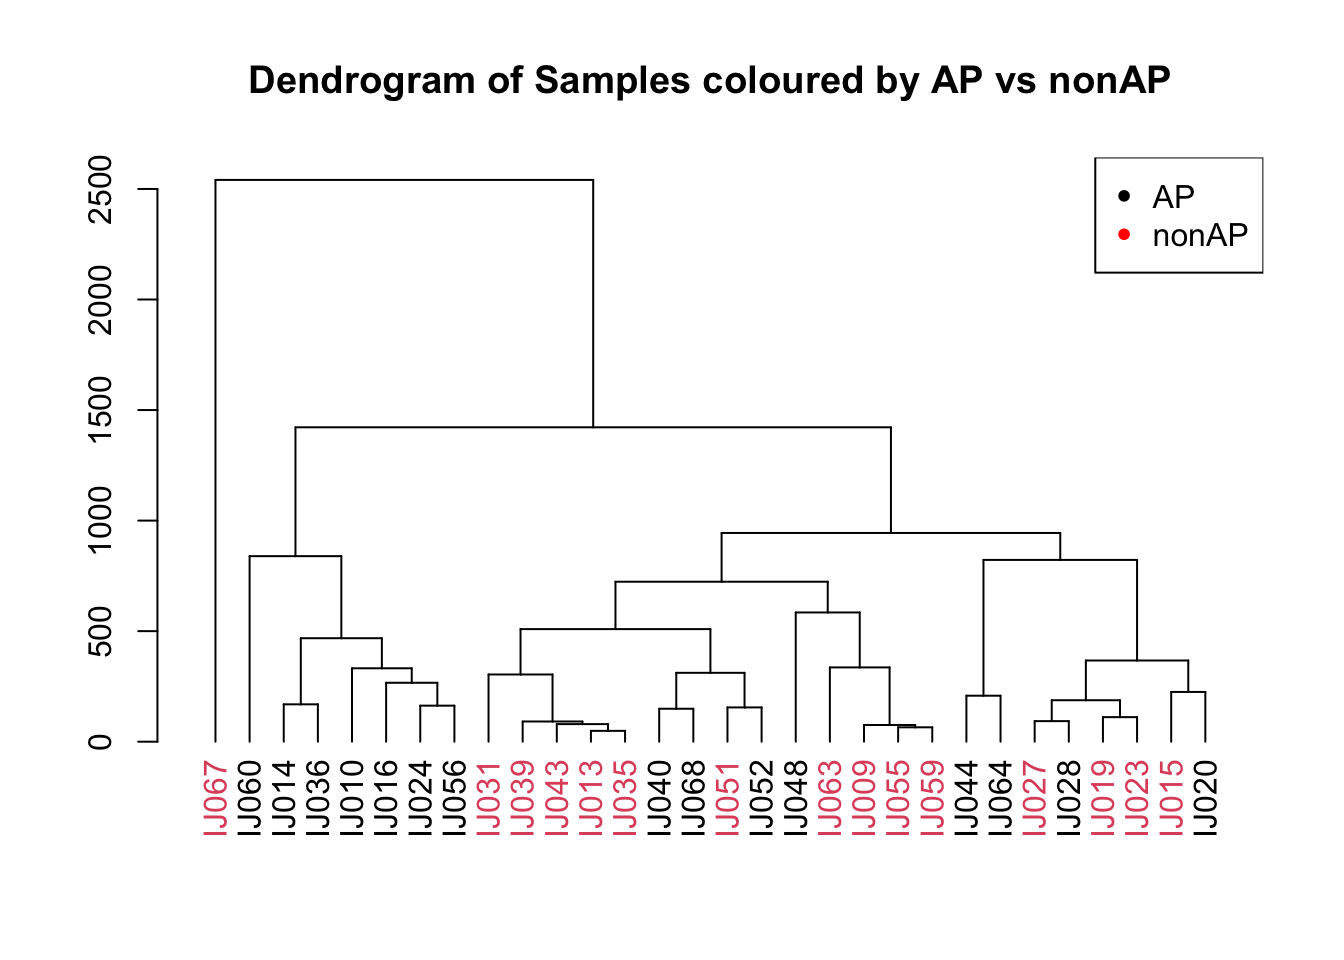 Dendrogram of Samples coloured by AP vs nonAP
AP
nonAP
2500
2000
1500
1000
500
0
IJ067
IJ060
IJ014
IJ036
IJ010
IJ016
IJ024
IJ056
IJ031
IJ039
IJ043
IJ013
IJ035
IJ040
IJ068
IJ051
IJ052
IJ048
IJ063
IJ009
IJ055
IJ059
IJ044
IJ064
IJ027
IJ028
IJ019
IJ023
IJ015
IJ020